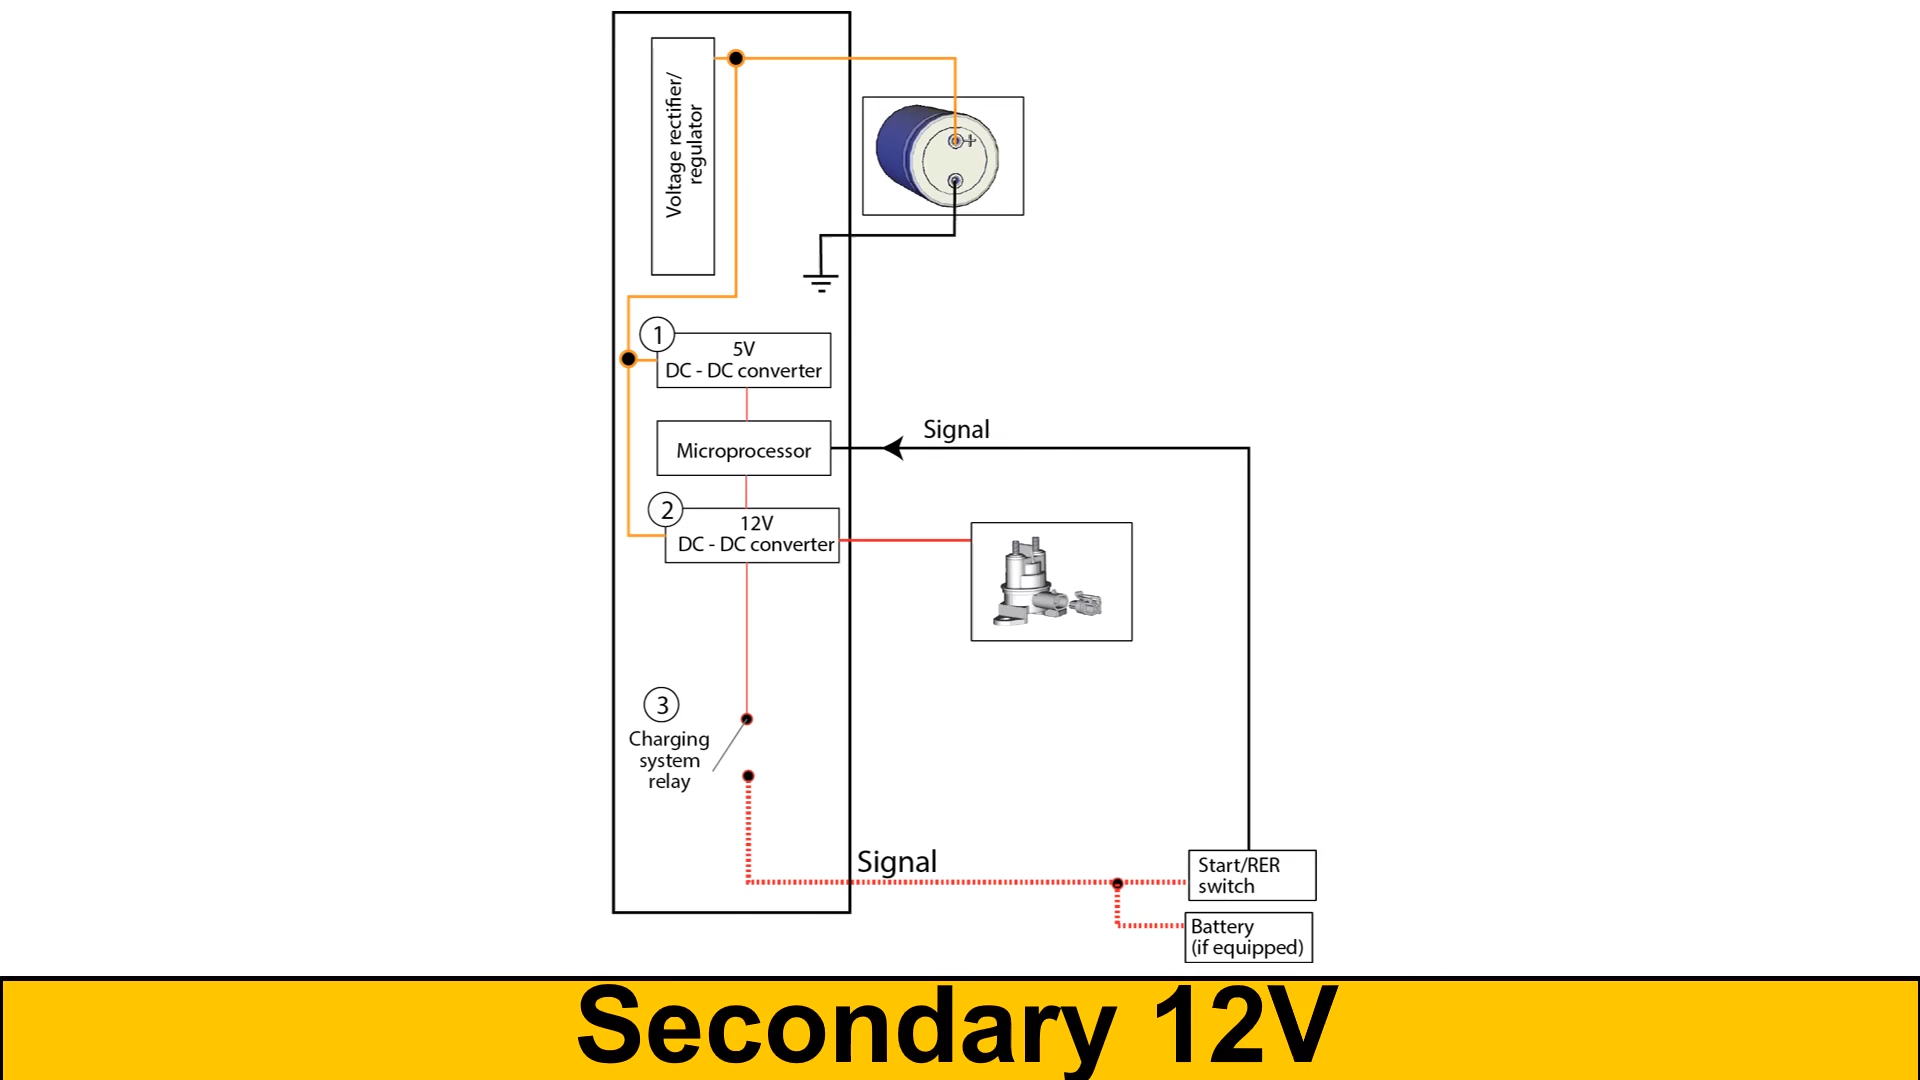 Voltage rectifier/
regulator
+
1
5V
DC - DC converter
Signal
Microprocessor
2
12V
DC - DC converter
3
Charging
system
relay
Signal
Start/RER
switch
Battery
(if equipped)
Secondary 12V